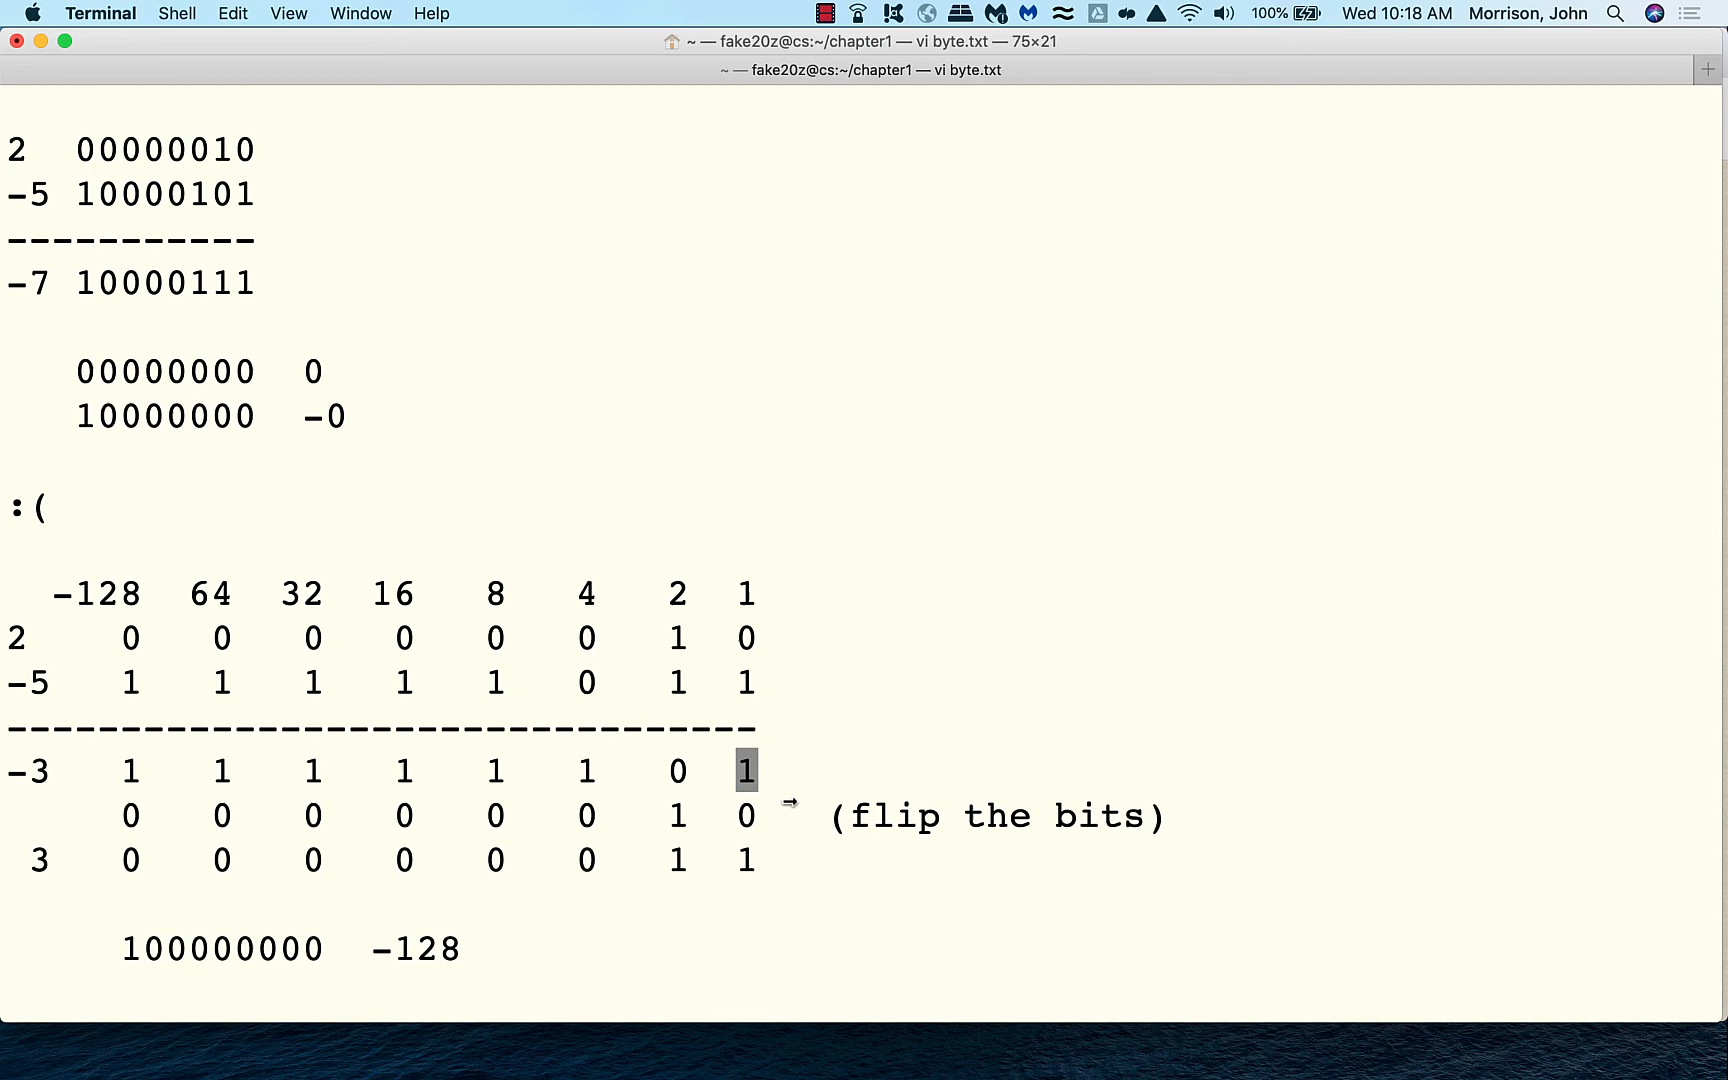 Terminal Shell Edit View Window Help 100% Wed 10:18 AM Morrison, John
~ — fake20z@cs:~/chapter1 — vi byte.txt — 75×21
~ — fake20z@cs:~/chapter1 — vi byte.txt +
2 00000010
-5 10000101
-----------
-7 10000111
00000000 0
10000000 -0
:(
-128 64 32 16 8 4 2 1
2 0 0 0 0 0 0 1 0
-5 1 1 1 1 1 0 1 1
---------------------------------
-3 1 1 1 1 1 1 0 1
0 0 0 0 0 0 1 0 (flip the bits)
3 0 0 0 0 0 0 1 1
100000000 -128